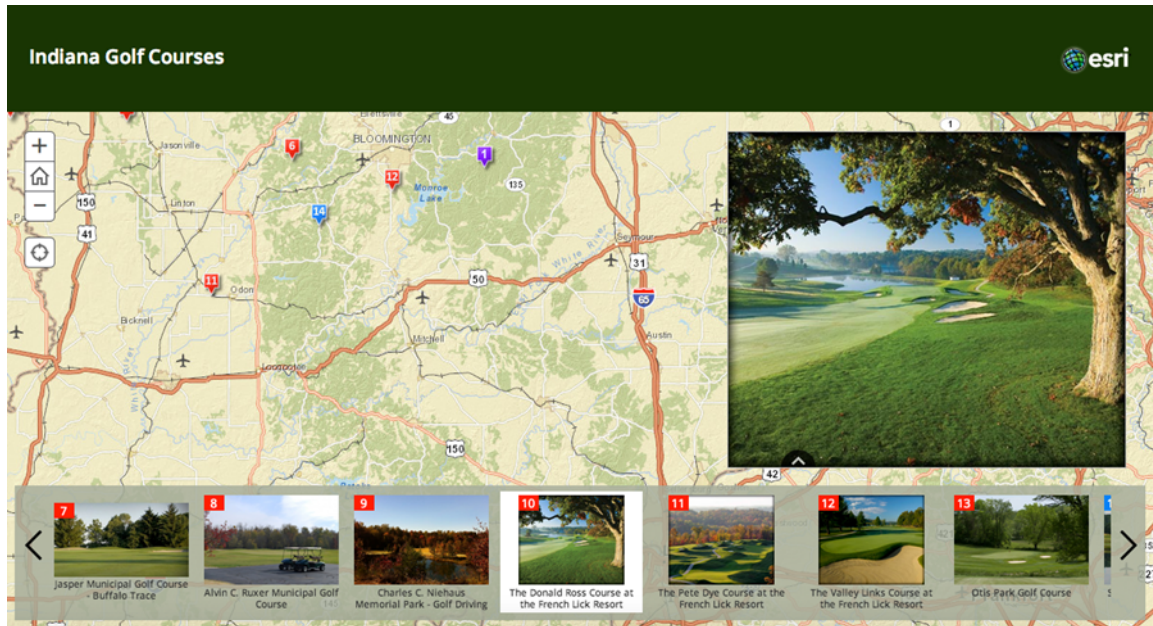 Indiana Golf Courses
esri
45
1
BLOOMINGTON
Jasonville
6
1
12
135
Monroe
Lake
150
Linton
14
41
Seymour
White River
31
11
Odon
50
65
Bicknell
Mitchell
Austin
White River
150
42
7
Jasper Municipal Golf Course
- Buffalo Trace
8
Alvin C. Ruxer Municipal Golf
Course
9
Charles C. Niehaus
Memorial Park - Golf Driving
10
The Donald Ross Course at
the French Lick Resort
11
The Pete Dye Course at the
French Lick Resort
12
The Valley Links Course at
the French Lick Resort
13
Otis Park Golf Course
421